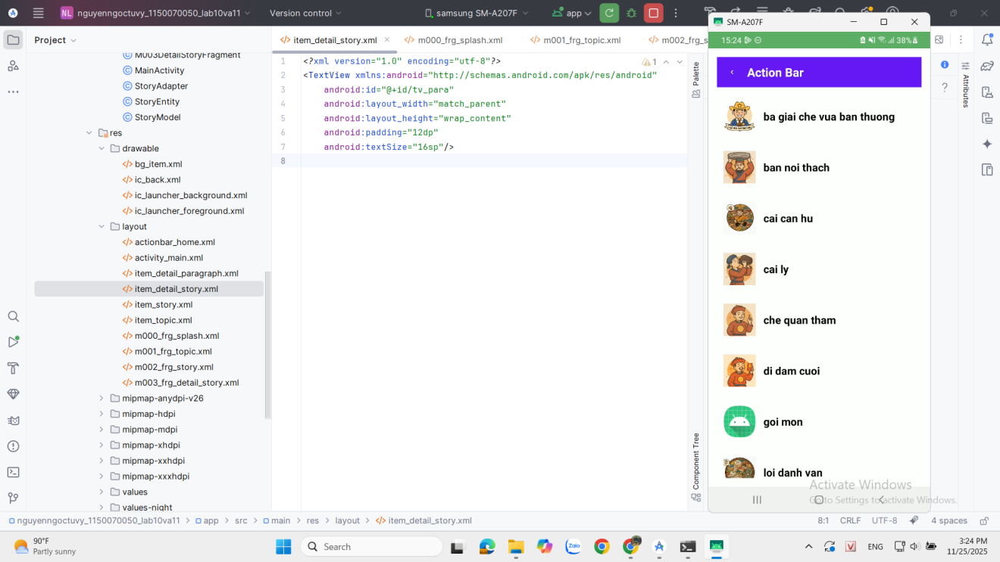 NL nguyenngoctuvy_1150070050_lab10va11
Version control
samsung SM-A207F
app
Project
M003DetailStoryFragment
MainActivity
StoryAdapter
StoryEntity
StoryModel
res
drawable
bg_item.xml
ic_back.xml
ic_launcher_background.xml
ic_launcher_foreground.xml
layout
actionbar_home.xml
activity_main.xml
item_detail_paragraph.xml
item_detail_story.xml
item_story.xml
item_topic.xml
m000_frg_splash.xml
m001_frg_topic.xml
m002_frg_story.xml
m003_frg_detail_story.xml
mipmap-anydpi-v26
mipmap-hdpi
mipmap-mdpi
mipmap-xhdpi
mipmap-xxhdpi
mipmap-xxxhdpi
values
values-night
item_detail_story.xml
m000_frg_splash.xml
m001_frg_topic.xml
m002_frg_s
1 <?xml version="1.0" encoding="utf-8"?>
2 <TextView xmlns:android="http://schemas.android.com/apk/res/android"
3 android:id="@+id/tv_para"
4 android:layout_width="match_parent"
5 android:layout_height="wrap_content"
6 android:padding="12dp"
7 android:textSize="16sp"/>
8
1
Palette
Component Tree
Attributes
SM-A207F
15:24
38%
Action Bar
ba giai che vua ban thuong
ban noi thach
cai can hu
cai ly
che quan tham
di dam cuoi
goi mon
loi danh van
Activate Windows
Go to Settings to activate Windows.
nguyenngoctuvy_1150070050_lab10va11 > app > src > main > res > layout > item_detail_story.xml
8:1 CRLF UTF-8 4 spaces
90°F
Partly sunny
Search
Zalo
ENG
3:24 PM
11/25/2025